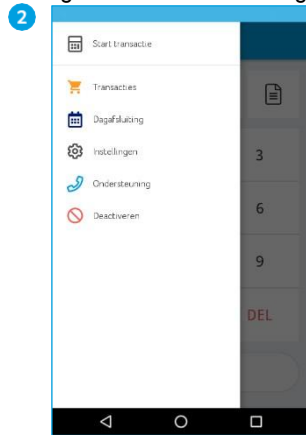 2
Start transactie
Transacties
Dagafsluiting
Instellingen
Ondersteuning
Deactiveren
3
6
9
DEL